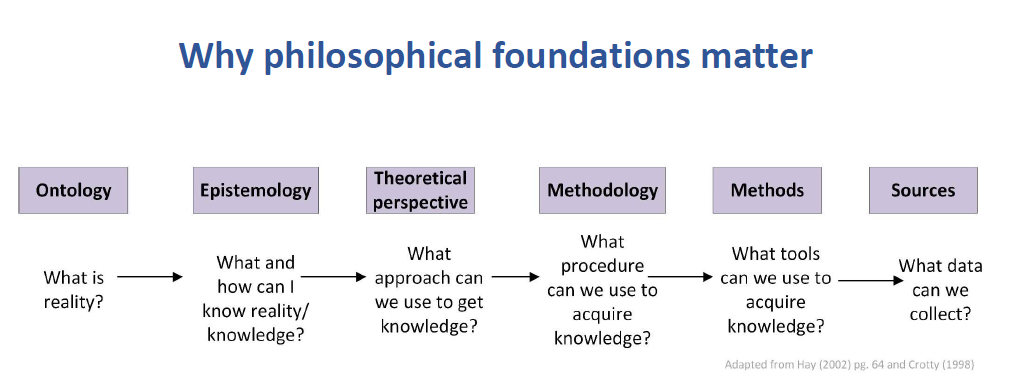 Why philosophical foundations matter
Ontology
Epistemology
Theoretical
perspective
Methodology
Methods
Sources
What is
reality?
What and
how can I
know reality/
knowledge?
What
approach can
we use to get
knowledge?
What
procedure
can we use to
acquire
knowledge?
What tools
can we use to
acquire
knowledge?
What data
can we
collect?
Adapted from Hay (2002) pg. 64 and Crotty (1998)